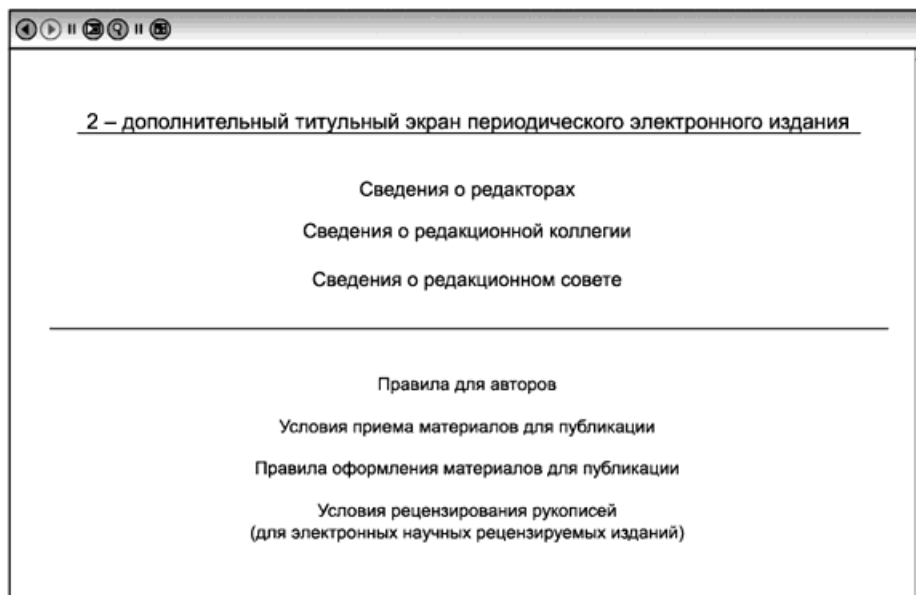 2 – дополнительный титульный экран периодического электронного издания
Сведения о редакторах
Сведения о редакционной коллегии
Сведения о редакционном совете
Правила для авторов
Условия приема материалов для публикации
Правила оформления материалов для публикации
Условия рецензирования рукописей
(для электронных научных рецензируемых изданий)